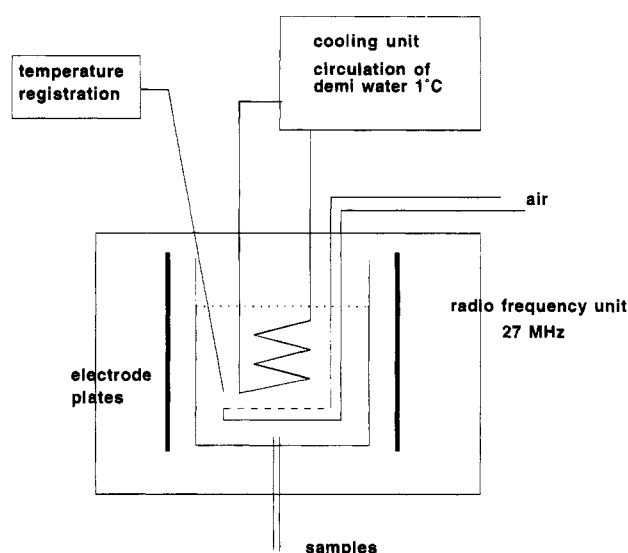 cooling unit
circulation of
demi water 1°C
temperature
registration
air
radio frequency unit
27 MHz
electrode
plates
samples